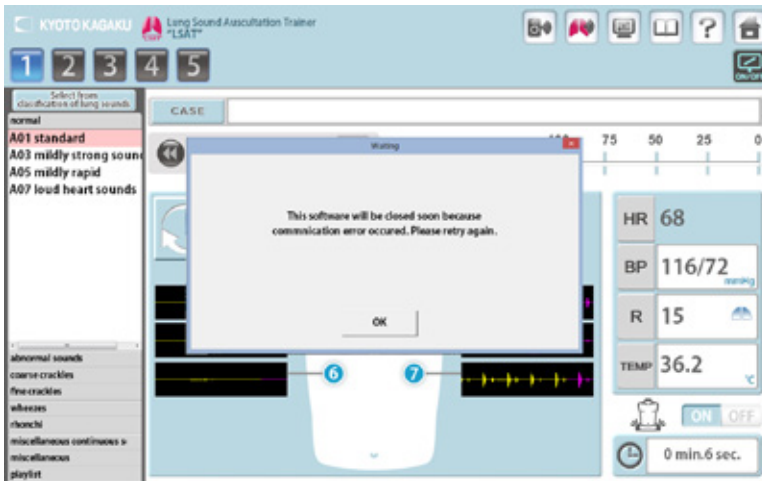 KYOTO KAGAKU
Lung Sound Auscultation Trainer
"LSAT"
ON/OFF
1 2 3 4 5
Select from
classification of lung sounds
normal
A01 standard
A03 mildly strong soun
A05 mildly rapid
A07 loud heart sounds
abnormal sounds
coarse crackles
fine crackles
wheezes
rhonchi
miscellaneous continuous s
miscellaneous
playlist
CASE
100 75 50 25 0
Waiting
This software will be closed soon because
commnication error occured. Please retry again.
OK
6 7
HR 68
BP 116/72
mmHg
R 15
TEMP 36.2
℃
ON OFF
0 min.6 sec.